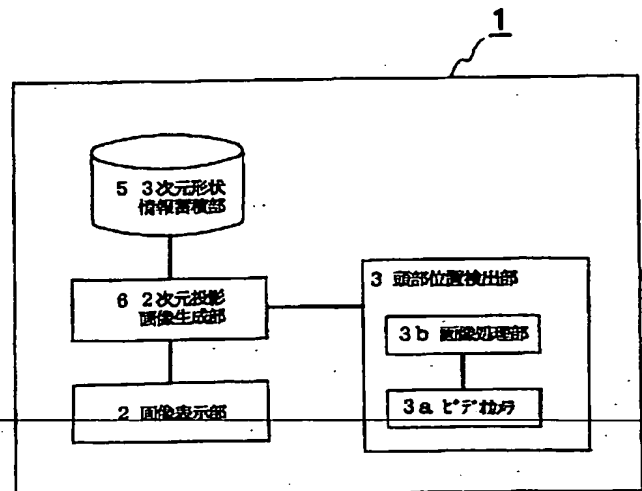 1
5 3次元形状
情報蓄積部
6 2次元投影
画像生成部
3 頭部位置検出部
3b 画像処理部
2 画像表示部
3a ビデオカメラ